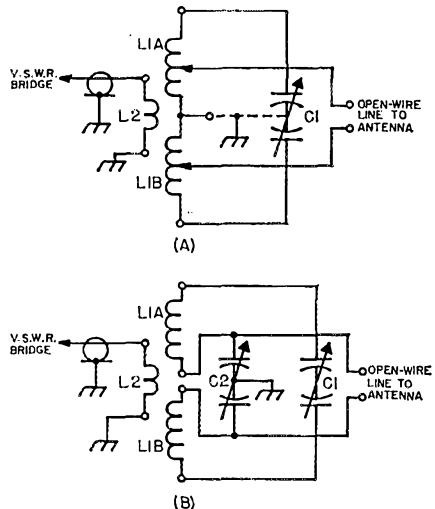 L1A
V.S.W.R.
BRIDGE
L2
C1
OPEN-WIRE
LINE TO
ANTENNA
L1B
(A)
L1A
V.S.W.R.
BRIDGE
L2
C2
C1
OPEN-WIRE
LINE TO
ANTENNA
L1B
(B)